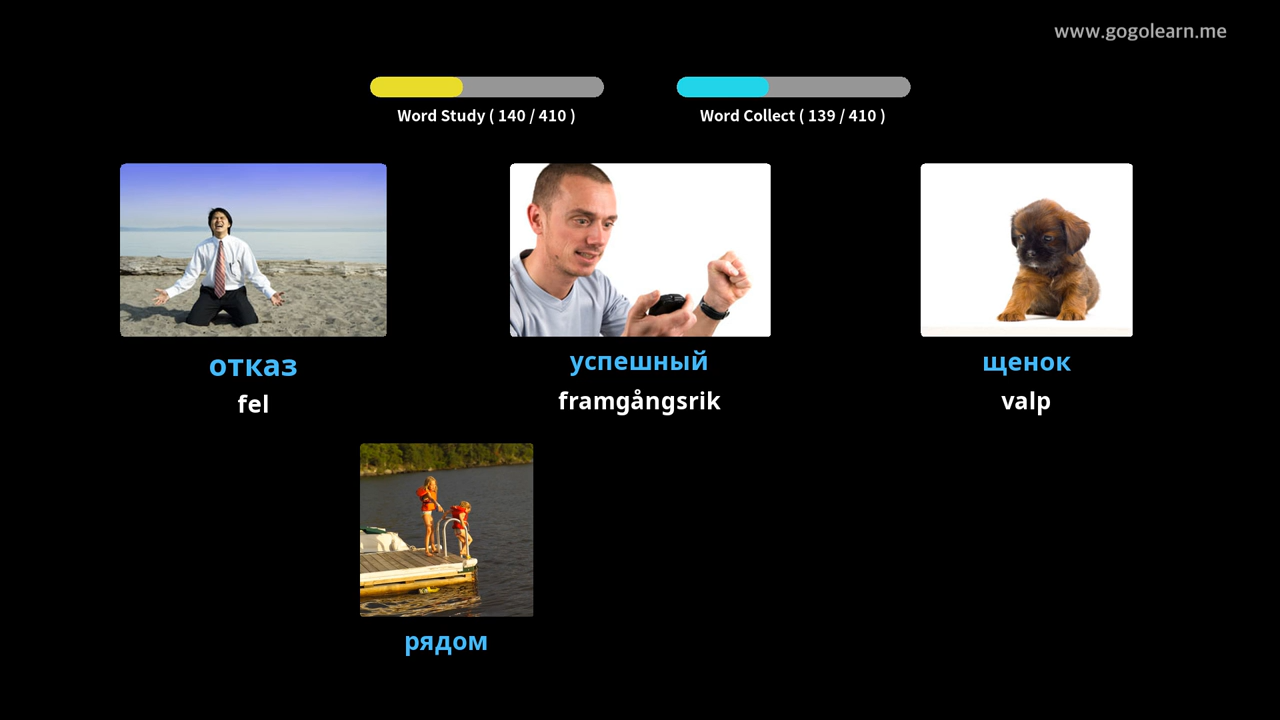 www.gogolearn.me
Word Study ( 140 / 410 )
Word Collect ( 139 / 410 )
отказ
успешный
щенок
fel
framgångsrik
valp
рядом